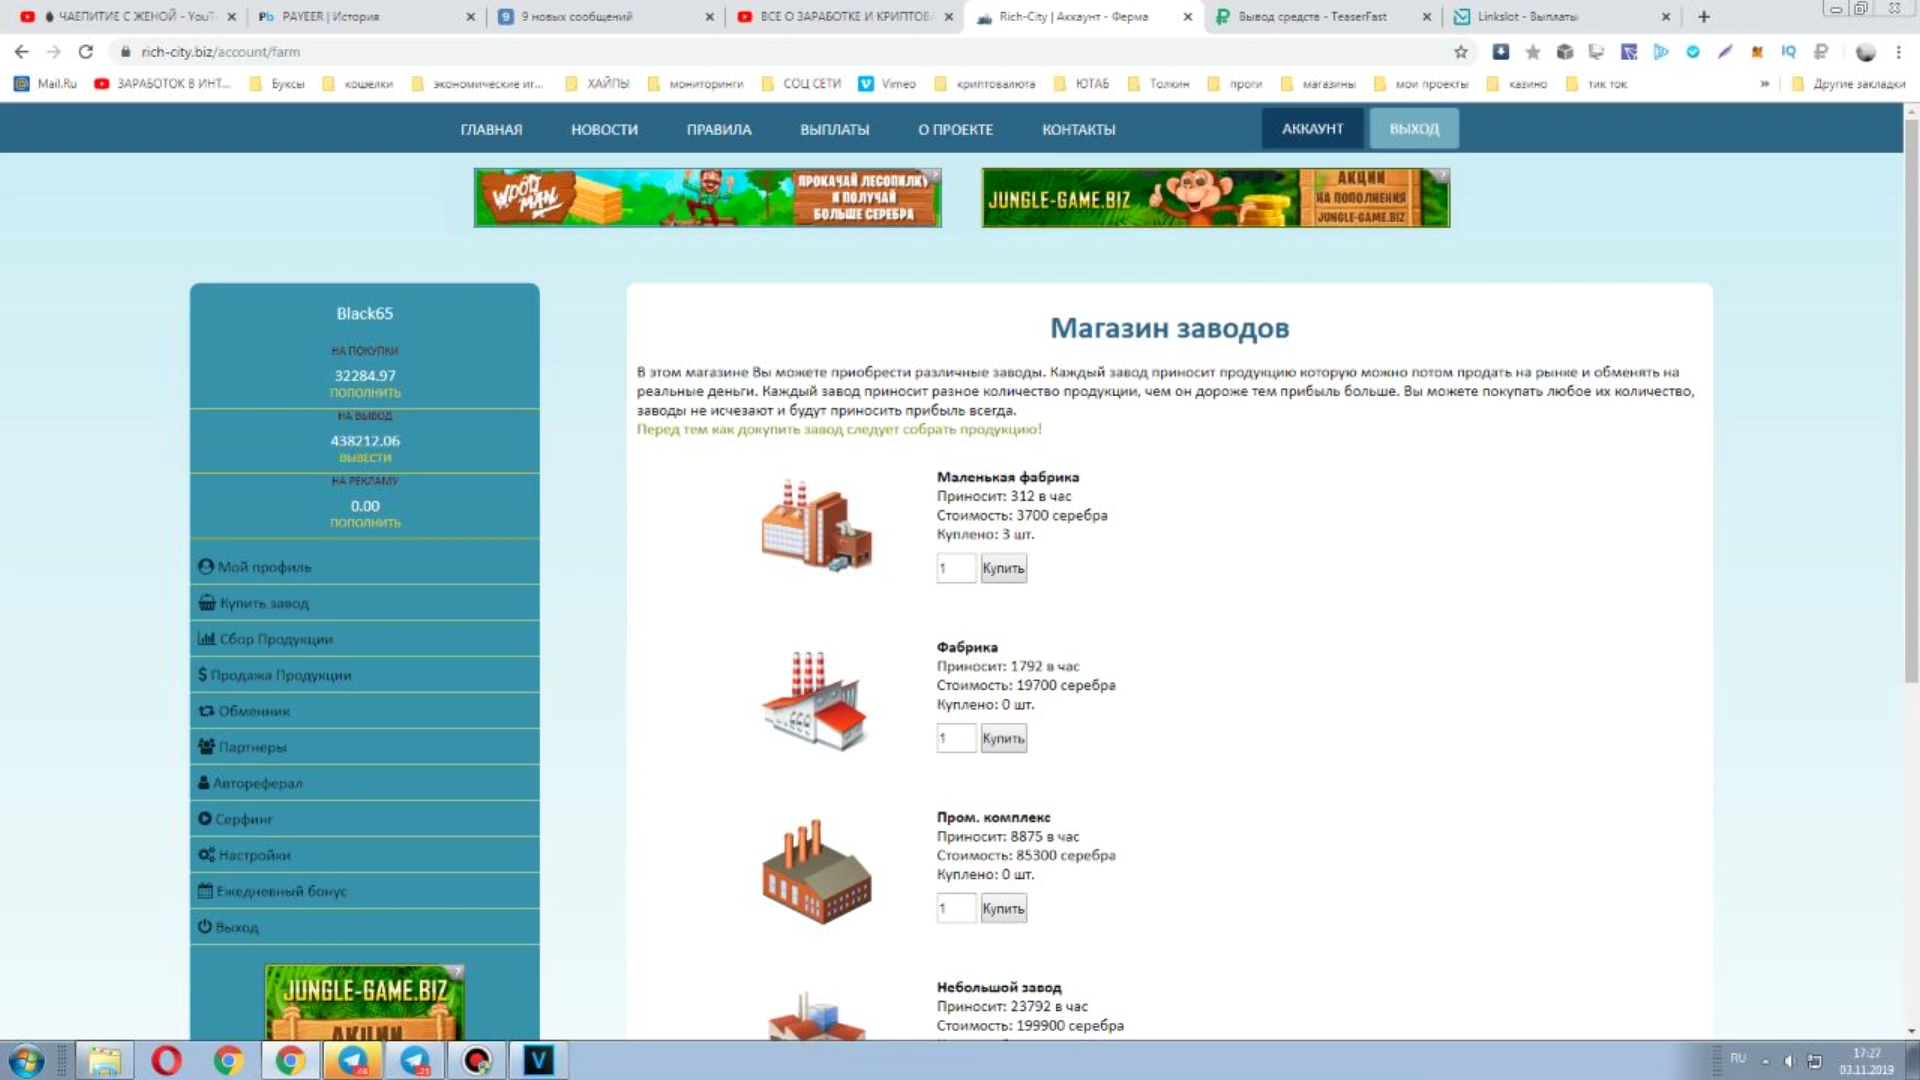 ЧАЕПИТИЕ С ЖЕНОЙ - YouT
PAYEER | История
9 новых сообщений
ВСЕ О ЗАРАБОТКЕ И КРИПТОВА
Rich-City | Аккаунт - Ферма
Вывод средств - TeaserFast
Linkslot - Выплаты
rich-city.biz/account/farm
Mail.Ru
ЗАРАБОТОК В ИНТ...
Буксы
кошелки
экономические иг...
ХАЙПЫ
мониторинги
СОЦ СЕТИ
Vimeo
криптовалюта
ЮТАБ
Толкин
проги
магазины
мои проекты
казино
тик ток
»
Другие закладки
ГЛАВНАЯ
НОВОСТИ
ПРАВИЛА
ВЫПЛАТЫ
О ПРОЕКТЕ
КОНТАКТЫ
АККАУНТ
ВЫХОД
WOOD MAN
ПРОКАЧАЙ ЛЕСОПИЛКУ
И ПОЛУЧАЙ
БОЛЬШЕ СЕРЕБРА
JUNGLE-GAME.BIZ
АКЦИИ
НА ПОПОЛНЕНИЯ
JUNGLE-GAME.BIZ
Black65
НА ПОКУПКИ
32284.97
ПОПОЛНИТЬ
НА ВЫВОД
438212.06
ВЫВЕСТИ
НА РЕКЛАМУ
0.00
ПОПОЛНИТЬ
Мой профиль
Купить завод
Сбор Продукции
Продажа Продукции
Обменник
Партнеры
Автореферал
Серфинг
Настройки
Ежедневный бонус
Выход
JUNGLE-GAME.BIZ
АКЦИИ
Магазин заводов
В этом магазине Вы можете приобрести различные заводы. Каждый завод приносит продукцию которую можно потом продать на рынке и обменять на
реальные деньги. Каждый завод приносит разное количество продукции, чем он дороже тем прибыль больше. Вы можете покупать любое их количество,
заводы не исчезают и будут приносить прибыль всегда.
Перед тем как докупить завод следует собрать продукцию!
Маленькая фабрика
Приносит: 312 в час
Стоимость: 3700 серебра
Куплено: 3 шт.
1 Купить
Фабрика
Приносит: 1792 в час
Стоимость: 19700 серебра
Куплено: 0 шт.
1 Купить
Пром. комплекс
Приносит: 8875 в час
Стоимость: 85300 серебра
Куплено: 0 шт.
1 Купить
Небольшой завод
Приносит: 23792 в час
Стоимость: 199900 серебра
RU
17:27
03.11.2019